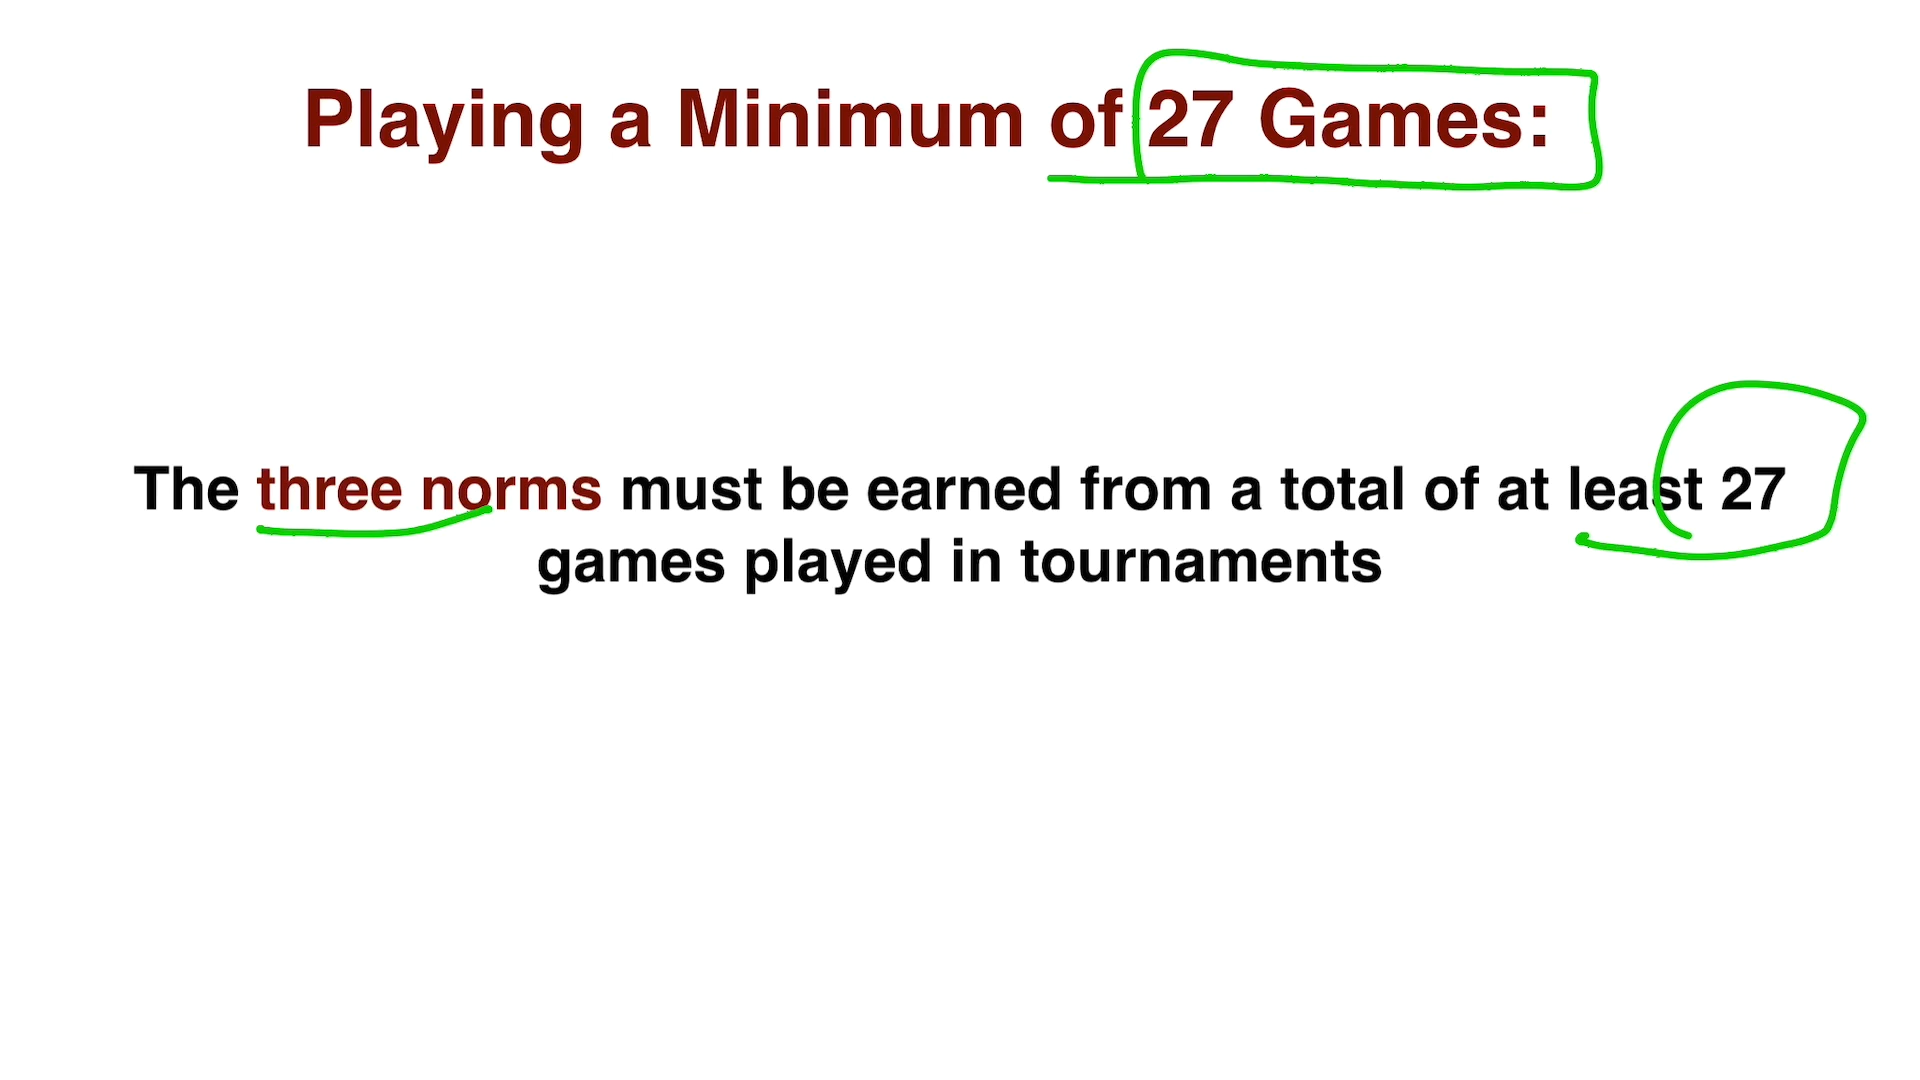 Playing a Minimum of 27 Games:
The three norms must be earned from a total of at least 27
games played in tournaments